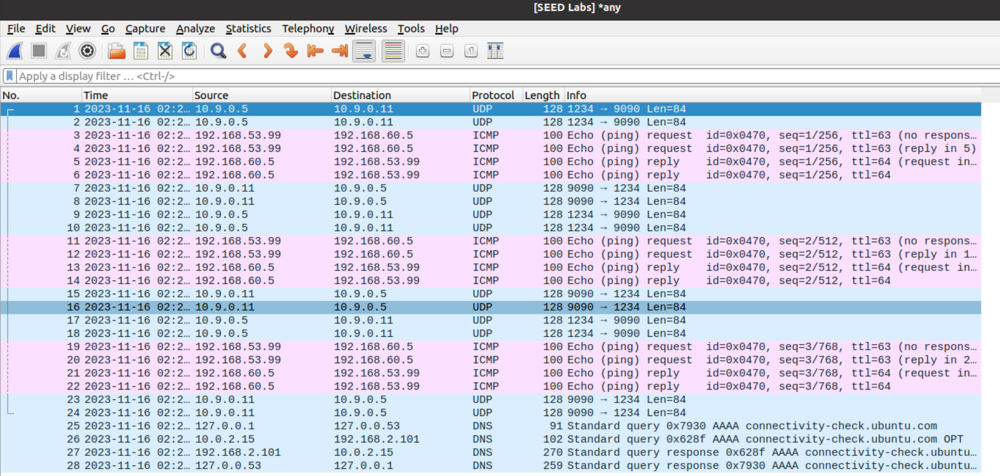 [SEED Labs] *any
File Edit View Go Capture Analyze Statistics Telephony Wireless Tools Help
Apply a display filter … <Ctrl-/>
No. Time Source Destination Protocol Length Info
1 2023-11-16 02:2… 10.9.0.5 10.9.0.11 UDP 128 1234 → 9090 Len=84
2 2023-11-16 02:2… 10.9.0.5 10.9.0.11 UDP 128 1234 → 9090 Len=84
3 2023-11-16 02:2… 192.168.53.99 192.168.60.5 ICMP 100 Echo (ping) request id=0x0470, seq=1/256, ttl=63 (no respons…
4 2023-11-16 02:2… 192.168.53.99 192.168.60.5 ICMP 100 Echo (ping) request id=0x0470, seq=1/256, ttl=63 (reply in 5)
5 2023-11-16 02:2… 192.168.60.5 192.168.53.99 ICMP 100 Echo (ping) reply id=0x0470, seq=1/256, ttl=64 (request in…
6 2023-11-16 02:2… 192.168.60.5 192.168.53.99 ICMP 100 Echo (ping) reply id=0x0470, seq=1/256, ttl=64
7 2023-11-16 02:2… 10.9.0.11 10.9.0.5 UDP 128 9090 → 1234 Len=84
8 2023-11-16 02:2… 10.9.0.11 10.9.0.5 UDP 128 9090 → 1234 Len=84
9 2023-11-16 02:2… 10.9.0.5 10.9.0.11 UDP 128 1234 → 9090 Len=84
10 2023-11-16 02:2… 10.9.0.5 10.9.0.11 UDP 128 1234 → 9090 Len=84
11 2023-11-16 02:2… 192.168.53.99 192.168.60.5 ICMP 100 Echo (ping) request id=0x0470, seq=2/512, ttl=63 (no respons…
12 2023-11-16 02:2… 192.168.53.99 192.168.60.5 ICMP 100 Echo (ping) request id=0x0470, seq=2/512, ttl=63 (reply in 1…
13 2023-11-16 02:2… 192.168.60.5 192.168.53.99 ICMP 100 Echo (ping) reply id=0x0470, seq=2/512, ttl=64 (request in…
14 2023-11-16 02:2… 192.168.60.5 192.168.53.99 ICMP 100 Echo (ping) reply id=0x0470, seq=2/512, ttl=64
15 2023-11-16 02:2… 10.9.0.11 10.9.0.5 UDP 128 9090 → 1234 Len=84
16 2023-11-16 02:2… 10.9.0.11 10.9.0.5 UDP 128 9090 → 1234 Len=84
17 2023-11-16 02:2… 10.9.0.5 10.9.0.11 UDP 128 1234 → 9090 Len=84
18 2023-11-16 02:2… 10.9.0.5 10.9.0.11 UDP 128 1234 → 9090 Len=84
19 2023-11-16 02:2… 192.168.53.99 192.168.60.5 ICMP 100 Echo (ping) request id=0x0470, seq=3/768, ttl=63 (no respons…
20 2023-11-16 02:2… 192.168.53.99 192.168.60.5 ICMP 100 Echo (ping) request id=0x0470, seq=3/768, ttl=63 (reply in 2…
21 2023-11-16 02:2… 192.168.60.5 192.168.53.99 ICMP 100 Echo (ping) reply id=0x0470, seq=3/768, ttl=64 (request in…
22 2023-11-16 02:2… 192.168.60.5 192.168.53.99 ICMP 100 Echo (ping) reply id=0x0470, seq=3/768, ttl=64
23 2023-11-16 02:2… 10.9.0.11 10.9.0.5 UDP 128 9090 → 1234 Len=84
24 2023-11-16 02:2… 10.9.0.11 10.9.0.5 UDP 128 9090 → 1234 Len=84
25 2023-11-16 02:2… 127.0.0.1 127.0.0.53 DNS 91 Standard query 0x7930 AAAA connectivity-check.ubuntu.com
26 2023-11-16 02:2… 10.0.2.15 192.168.2.101 DNS 102 Standard query 0x628f AAAA connectivity-check.ubuntu.com OPT
27 2023-11-16 02:2… 192.168.2.101 10.0.2.15 DNS 270 Standard query response 0x628f AAAA connectivity-check.ubuntu…
28 2023-11-16 02:2… 127.0.0.53 127.0.0.1 DNS 259 Standard query response 0x7930 AAAA connectivity-check.ubuntu…